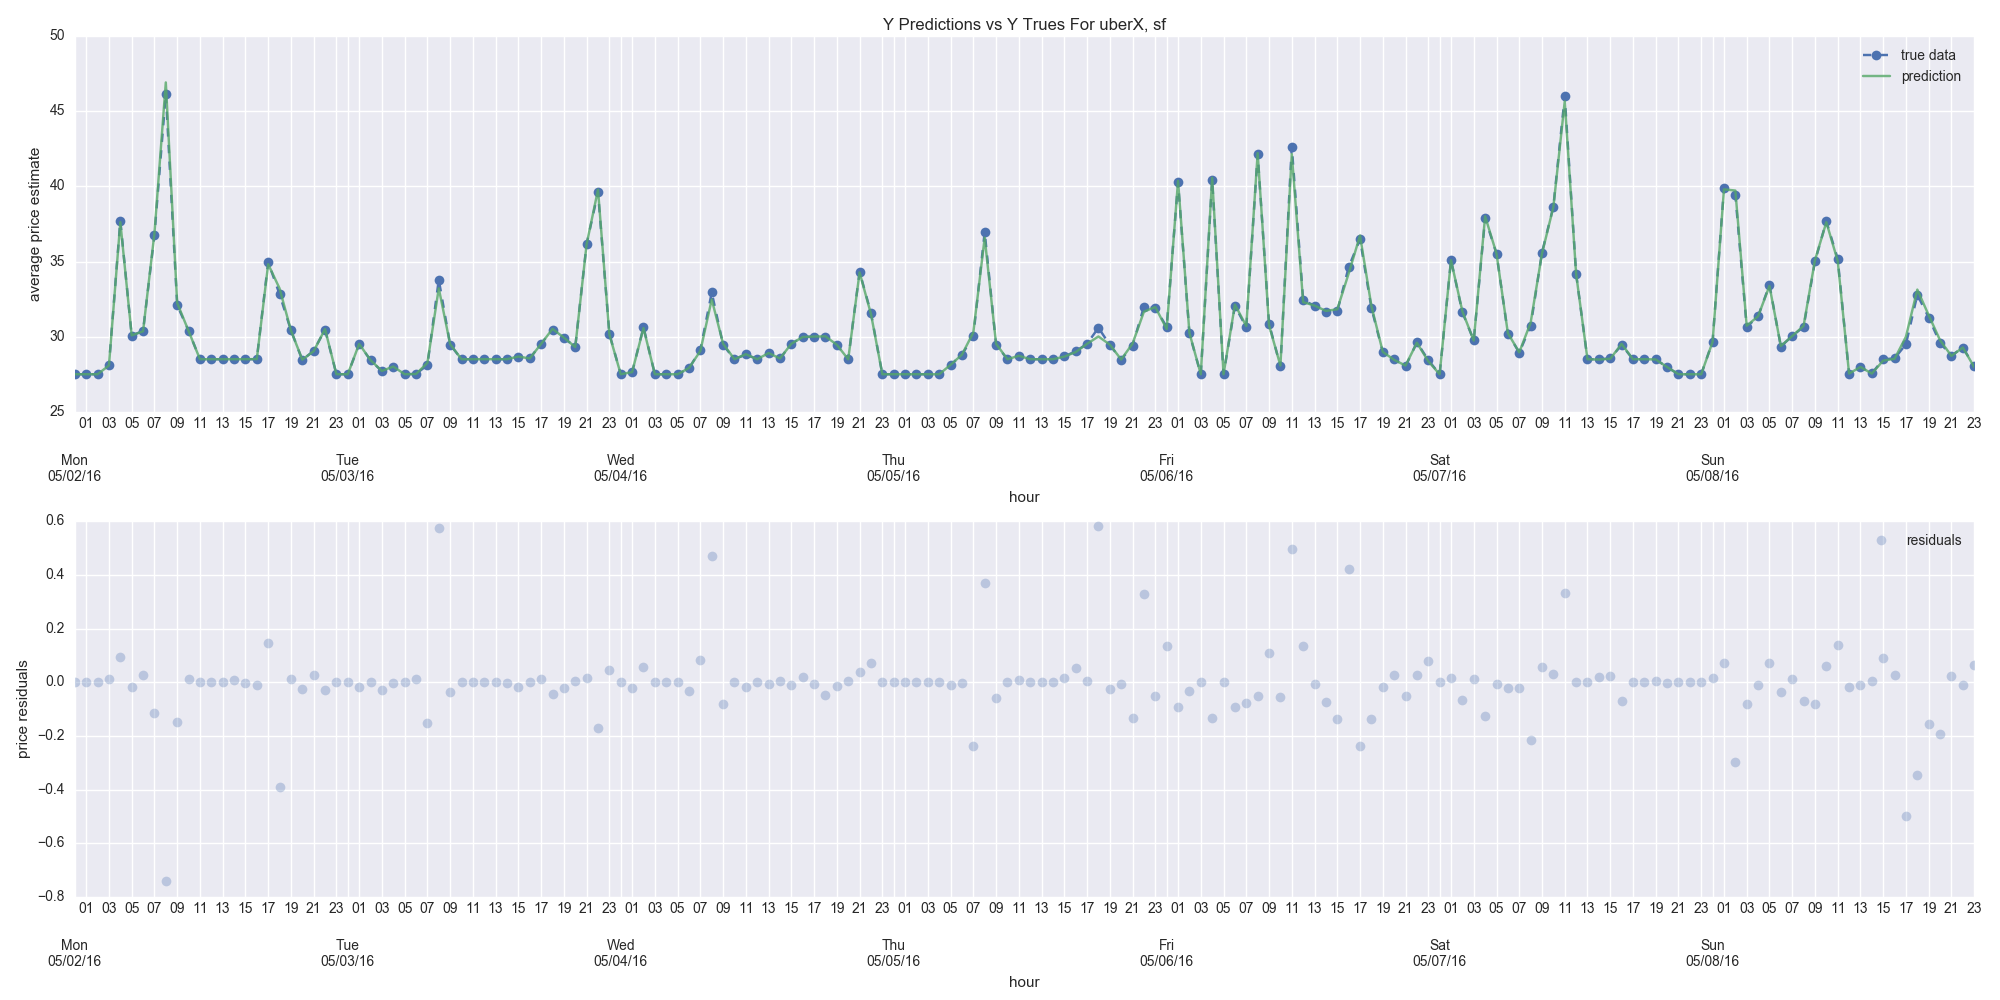 Y Predictions vs Y Trues For uberX, sf
50
45
40
35
30
25
average price estimate
true data
prediction
01 03 05 07 09 11 13 15 17 19 21 23 01 03 05 07 09 11 13 15 17 19 21 23 01 03 05 07 09 11 13 15 17 19 21 23 01 03 05 07 09 11 13 15 17 19 21 23 01 03 05 07 09 11 13 15 17 19 21 23 01 03 05 07 09 11 13 15 17 19 21 23 01 03 05 07 09 11 13 15 17 19 21 23
Mon Tue Wed Thu Fri Sat Sun
05/02/16 05/03/16 05/04/16 05/05/16 05/06/16 05/07/16 05/08/16
hour
0.6
0.4
0.2
0.0
−0.2
−0.4
−0.6
−0.8
price residuals
residuals
01 03 05 07 09 11 13 15 17 19 21 23 01 03 05 07 09 11 13 15 17 19 21 23 01 03 05 07 09 11 13 15 17 19 21 23 01 03 05 07 09 11 13 15 17 19 21 23 01 03 05 07 09 11 13 15 17 19 21 23 01 03 05 07 09 11 13 15 17 19 21 23 01 03 05 07 09 11 13 15 17 19 21 23
Mon Tue Wed Thu Fri Sat Sun
05/02/16 05/03/16 05/04/16 05/05/16 05/06/16 05/07/16 05/08/16
hour